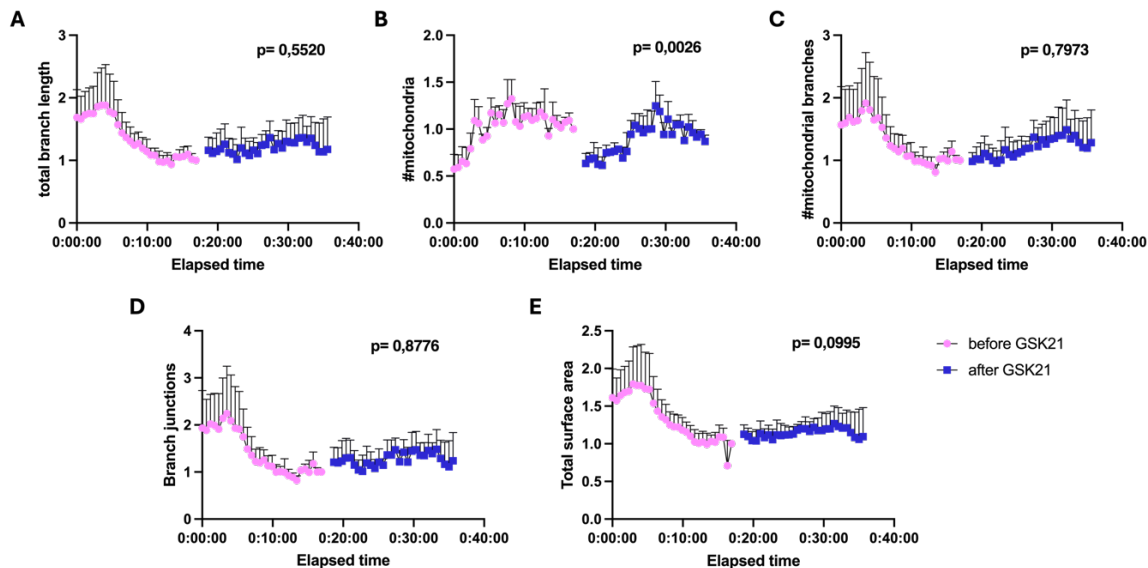 A
total branch length
3
2
1
0
p= 0,5520
0:00:00 0:10:00 0:20:00 0:30:00 0:40:00
Elapsed time
B
#mitochondria
2.0
1.5
1.0
0.5
0.0
p= 0,0026
0:00:00 0:10:00 0:20:00 0:30:00 0:40:00
Elapsed time
C
#mitochondrial branches
3
2
1
0
p= 0,7973
0:00:00 0:10:00 0:20:00 0:30:00 0:40:00
Elapsed time
D
Branch junctions
4
3
2
1
0
p= 0,8776
0:00:00 0:10:00 0:20:00 0:30:00 0:40:00
Elapsed time
E
Total surface area
2.5
2.0
1.5
1.0
0.5
0.0
p= 0,0995
0:00:00 0:10:00 0:20:00 0:30:00 0:40:00
Elapsed time
before GSK21
after GSK21